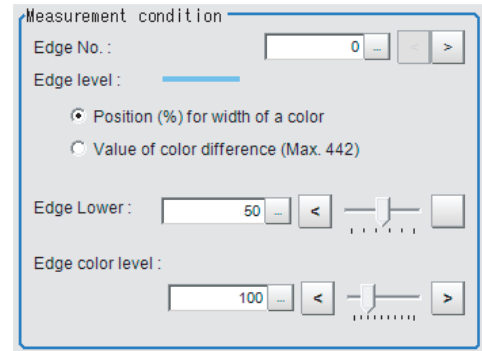 Measurement condition
Edge No. : 0 ... < >
Edge level :
Position (%) for width of a color
Value of color difference (Max. 442)
Edge Lower : 50 ... <
Edge color level :
100 ... < >